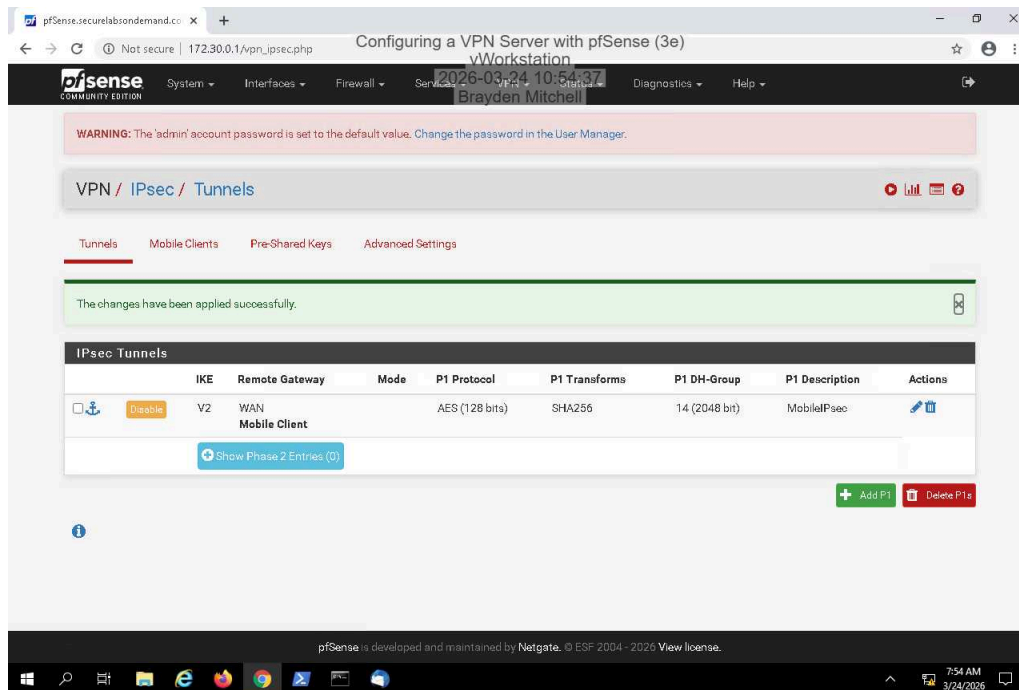 pfSense.securelabsondemand.co
Not secure | 172.30.0.1/vpn_ipsec.php
Configuring a VPN Server with pfSense (3e)
vWorkstation
2026-03-24 10:54:37
Brayden Mitchell
pfsense COMMUNITY EDITION
System Interfaces Firewall Services VPN Status Diagnostics Help
WARNING: The 'admin' account password is set to the default value. Change the password in the User Manager.
VPN / IPsec / Tunnels
Tunnels Mobile Clients Pre-Shared Keys Advanced Settings
The changes have been applied successfully.
IPsec Tunnels
IKE Remote Gateway Mode P1 Protocol P1 Transforms P1 DH-Group P1 Description Actions
Disable V2 WAN AES (128 bits) SHA256 14 (2048 bit) MobileIPsec
Mobile Client
Show Phase 2 Entries (0)
Add P1 Delete P1s
pfSense is developed and maintained by Netgate. © ESF 2004 - 2026 View license.
7:54 AM
3/24/2026